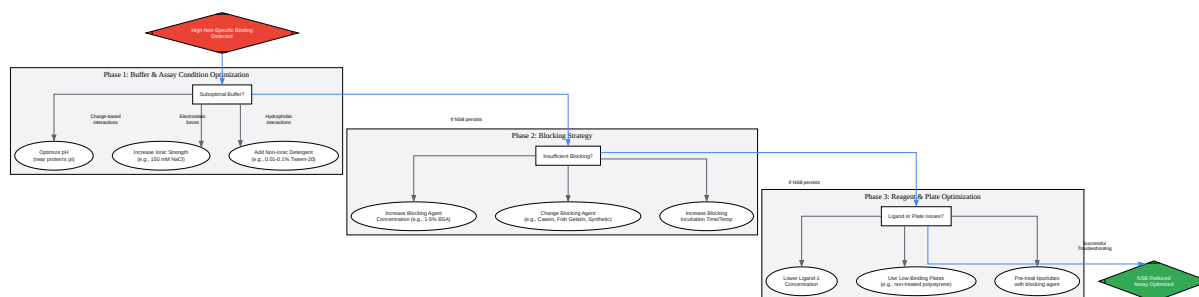 High Non-Specific Binding
Detected
Phase 1: Buffer & Assay Condition Optimization
Suboptimal Buffer?
Charge-based
interactions
Electrostatic
forces
Hydrophobic
interactions
Optimize pH
(near protein's pI)
Increase Ionic Strength
(e.g., 150 mM NaCl)
Add Non-Ionic Detergent
(e.g., 0.01-0.1% Tween-20)
If NSB persists
Phase 2: Blocking Strategy
Insufficient Blocking?
Increase Blocking Agent
Concentration (e.g., 1-5% BSA)
Change Blocking Agent
(e.g., Casein, Fish Gelatin, Synthetic)
Increase Blocking
Incubation Time/Temp
If NSB persists
Phase 3: Reagent & Plate Optimization
Ligand or Plate Issues?
Successful
Troubleshooting
Lower Ligand-1
Concentration
Use Low-Binding Plates
(e.g., non-treated polystyrene)
Pre-treat tips/tubes
with blocking agent
NSB Reduced
Assay Optimized